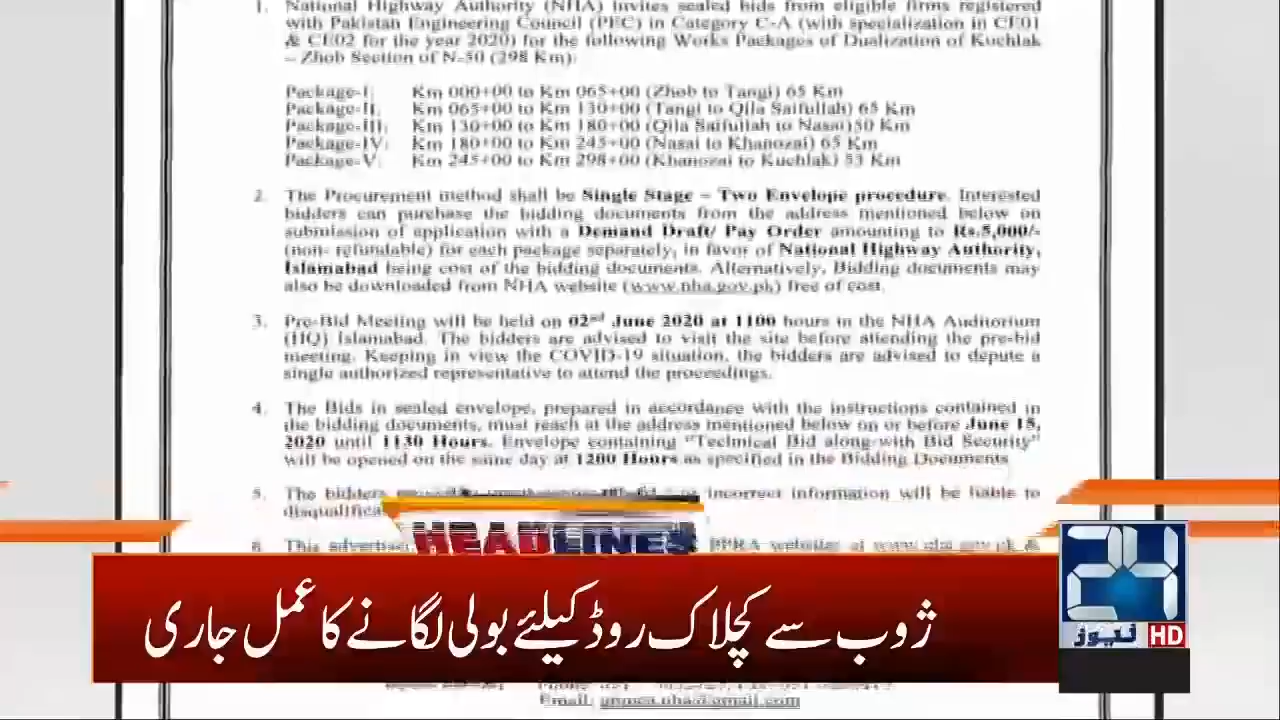 1. National Highway Authority (NHA) invites sealed bids from eligible firms registered
with Pakistan Engineering Council (PEC) in Category C-A (with specialization in CE01
& CE02 for the year 2020) for the following Works Packages of Dualization of Kuchlak
– Zhob Section of N-50 (298 Km):
Package-I: Km 000+00 to Km 065+00 (Zhob to Tangi) 65 Km
Package-II: Km 065+00 to Km 130+00 (Tangi to Qila Saifullah) 65 Km
Package-III: Km 130+00 to Km 180+00 (Qila Saifullah to Nasai)50 Km
Package-IV: Km 180+00 to Km 245+00 (Nasai to Khanozai) 65 Km
Package-V: Km 245+00 to Km 298+00 (Khanozai to Kuchlak) 53 Km
2. The Procurement method shall be Single Stage – Two Envelope procedure. Interested
bidders can purchase the bidding documents from the address mentioned below on
submission of application with a Demand Draft/ Pay Order amounting to Rs.5,000/-
(non- refundable) for each package separately, in favor of National Highway Authority,
Islamabad being cost of the bidding documents. Alternatively, Bidding documents may
also be downloaded from NHA website (www.nha.gov.pk) free of cost.
3. Pre-Bid Meeting will be held on 02nd June 2020 at 1100 hours in the NHA Auditorium
(HQ) Islamabad. The bidders are advised to visit the site before attending the pre-bid
meeting. Keeping in view the COVID-19 situation, the bidders are advised to depute a
single authorized representative to attend the proceedings.
4. The Bids in sealed envelope, prepared in accordance with the instructions contained in
the bidding documents, must reach at the address mentioned below on or before June 15,
2020 until 1130 Hours. Envelope containing "Technical Bid along-with Bid Security"
will be opened on the same day at 1200 Hours as specified in the Bidding Documents
5. The bidders incorrect information will be liable to
HEADLINES
ژوب سے کچلاک روڈ کیلئے بولی لگانے کا عمل جاری
24
نیوز HD
Email: